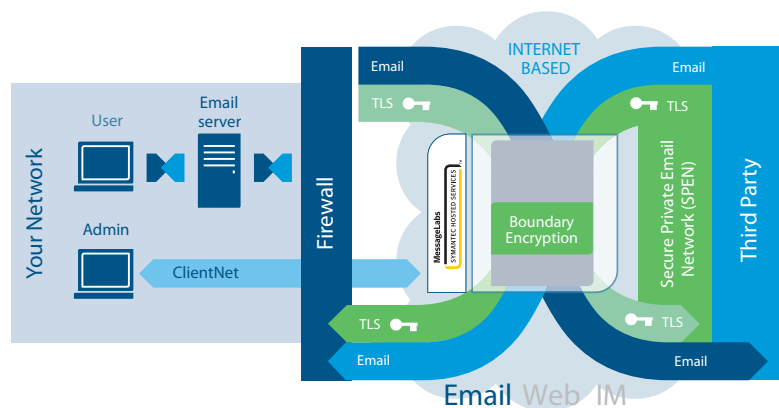 INTERNET
BASED
Email
Email
TLS
TLS
Your Network
User
Email
server
Admin
ClientNet
Firewall
MessageLabs
SYMANTEC HOSTED SERVICES
Boundary
Encryption
Secure Private Email
Network (SPEN)
Third Party
TLS
TLS
Email
Email
Email Web IM